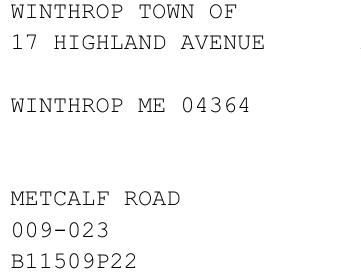 WINTHROP TOWN OF
17 HIGHLAND AVENUE
WINTHROP ME 04364
METCALF ROAD
009-023
B11509P22